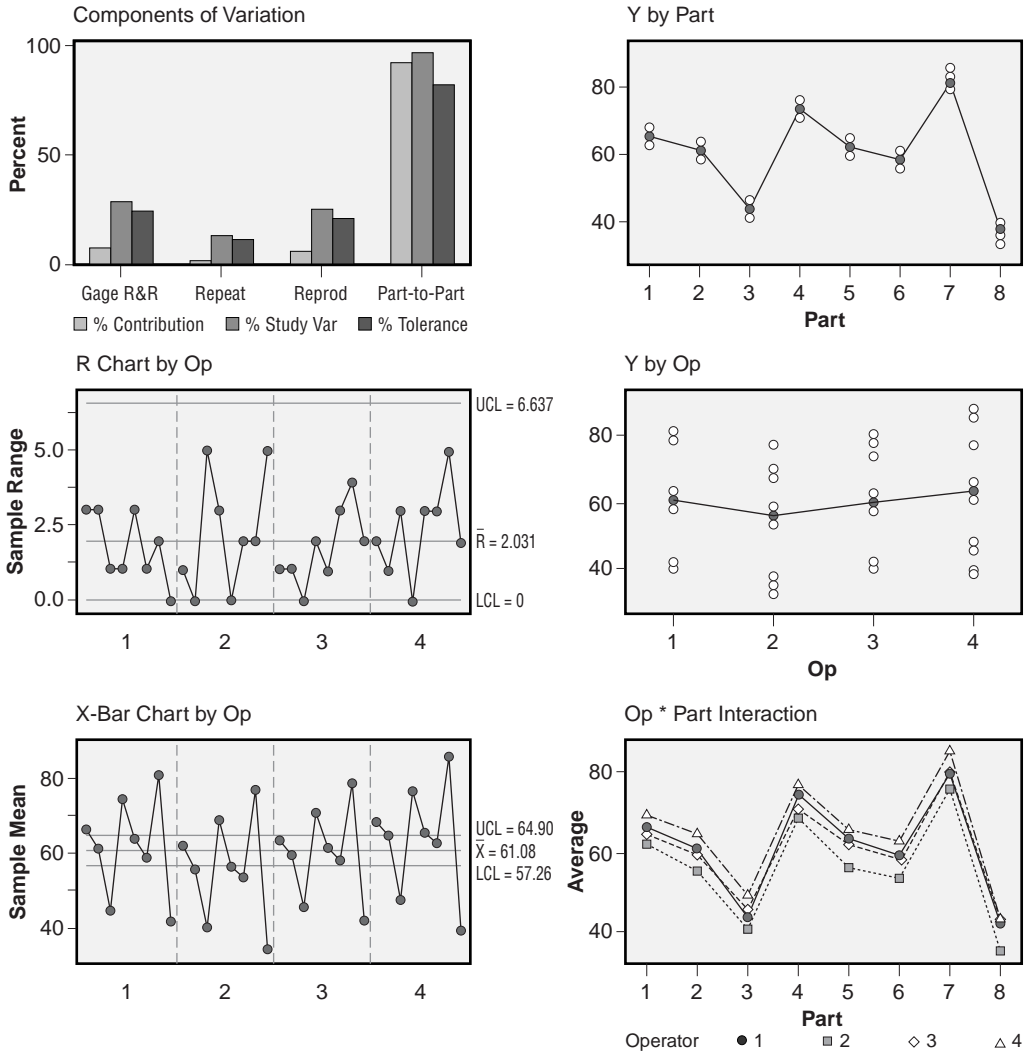 Components of Variation
100
50
0
Percent
Gage R&R Repeat Reprod Part-to-Part
% Contribution % Study Var % Tolerance
Y by Part
80
60
40
1 2 3 4 5 6 7 8
Part
R Chart by Op
Sample Range
5.0
2.5
0.0
UCL = 6.637
R̄ = 2.031
LCL = 0
1 2 3 4
Y by Op
80
60
40
1 2 3 4
Op
X-Bar Chart by Op
Sample Mean
80
60
40
UCL = 64.90
X̿ = 61.08
LCL = 57.26
1 2 3 4
Op * Part Interaction
Average
80
60
40
1 2 3 4 5 6 7 8
Part
Operator 1 2 3 4